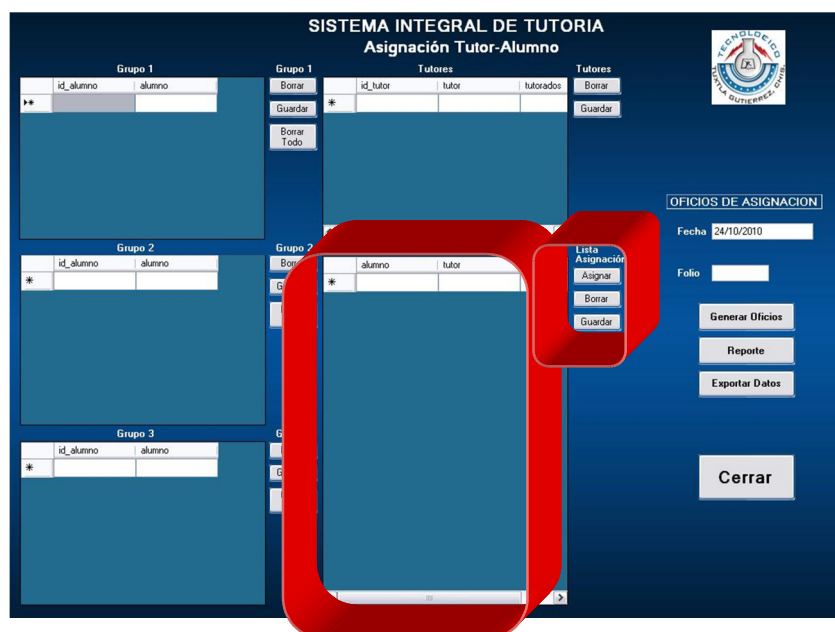 SISTEMA INTEGRAL DE TUTORIA
Asignación Tutor-Alumno
TECNOLOGICO
TUXTLA GUTIERREZ, CHIS.
Grupo 1
id_alumno alumno
Grupo 1
Borrar
Guardar
Borrar
Todo
Tutores
id_tutor tutor tutorados
Tutores
Borrar
Guardar
Grupo 2
id_alumno alumno
Grupo 2
alumno tutor
Lista
Asignación
Asignar
Borrar
Guardar
Grupo 3
id_alumno alumno
OFICIOS DE ASIGNACION
Fecha 24/10/2010
Folio
Generar Oficios
Reporte
Exportar Datos
Cerrar